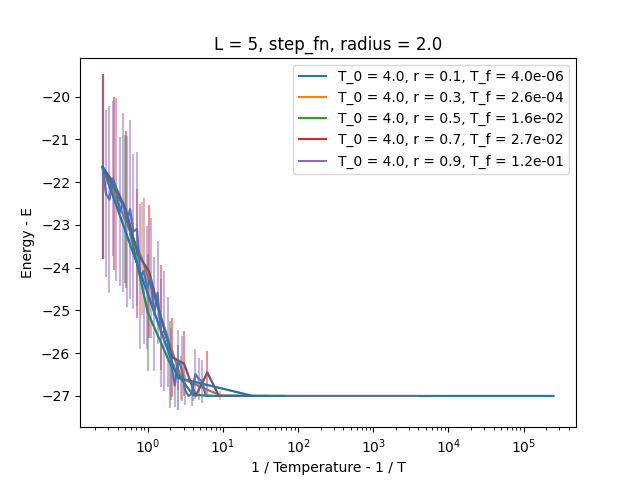 L = 5, step_fn, radius = 2.0
T_0 = 4.0, r = 0.1, T_f = 4.0e-06
T_0 = 4.0, r = 0.3, T_f = 2.6e-04
T_0 = 4.0, r = 0.5, T_f = 1.6e-02
T_0 = 4.0, r = 0.7, T_f = 2.7e-02
T_0 = 4.0, r = 0.9, T_f = 1.2e-01
Energy - E
−20
−21
−22
−23
−24
−25
−26
−27
10⁰ 10¹ 10² 10³ 10⁴ 10⁵
1 / Temperature - 1 / T